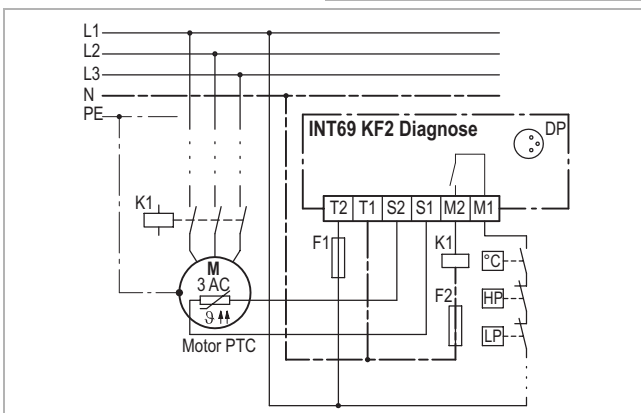 L1
L2
L3
N
PE
INT69 KF2 Diagnose
DP
T2 T1 S2 S1 M2 M1
K1
F1
K1
°C
M
3 AC
F2
HP
ϑ
LP
Motor PTC